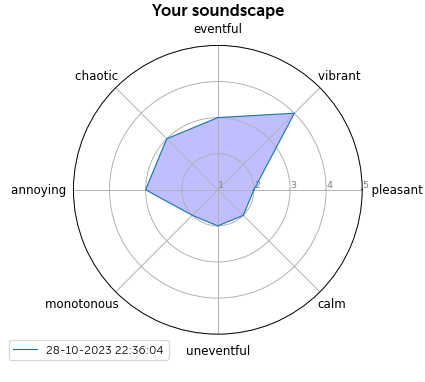 Your soundscape
eventful
chaotic
vibrant
annoying
1
2
3
4
5
pleasant
monotonous
calm
uneventful
28-10-2023 22:36:04